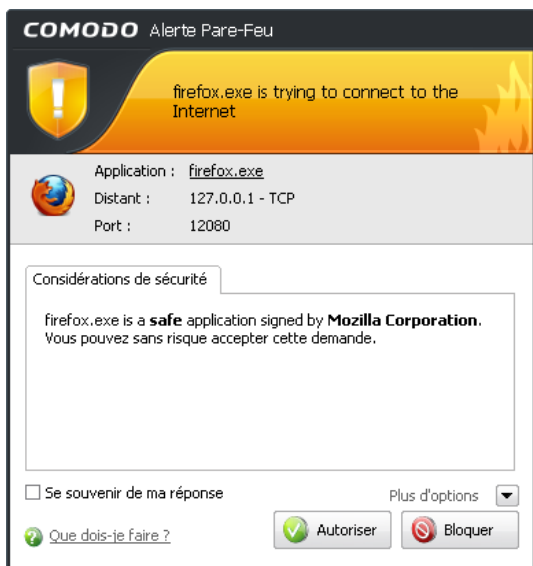 COMODO Alerte Pare-Feu
firefox.exe is trying to connect to the
Internet
Application : firefox.exe
Distant : 127.0.0.1 - TCP
Port : 12080
Considérations de sécurité
firefox.exe is a safe application signed by Mozilla Corporation.
Vous pouvez sans risque accepter cette demande.
Se souvenir de ma réponse
Plus d'options
Que dois-je faire ?
Autoriser
Bloquer